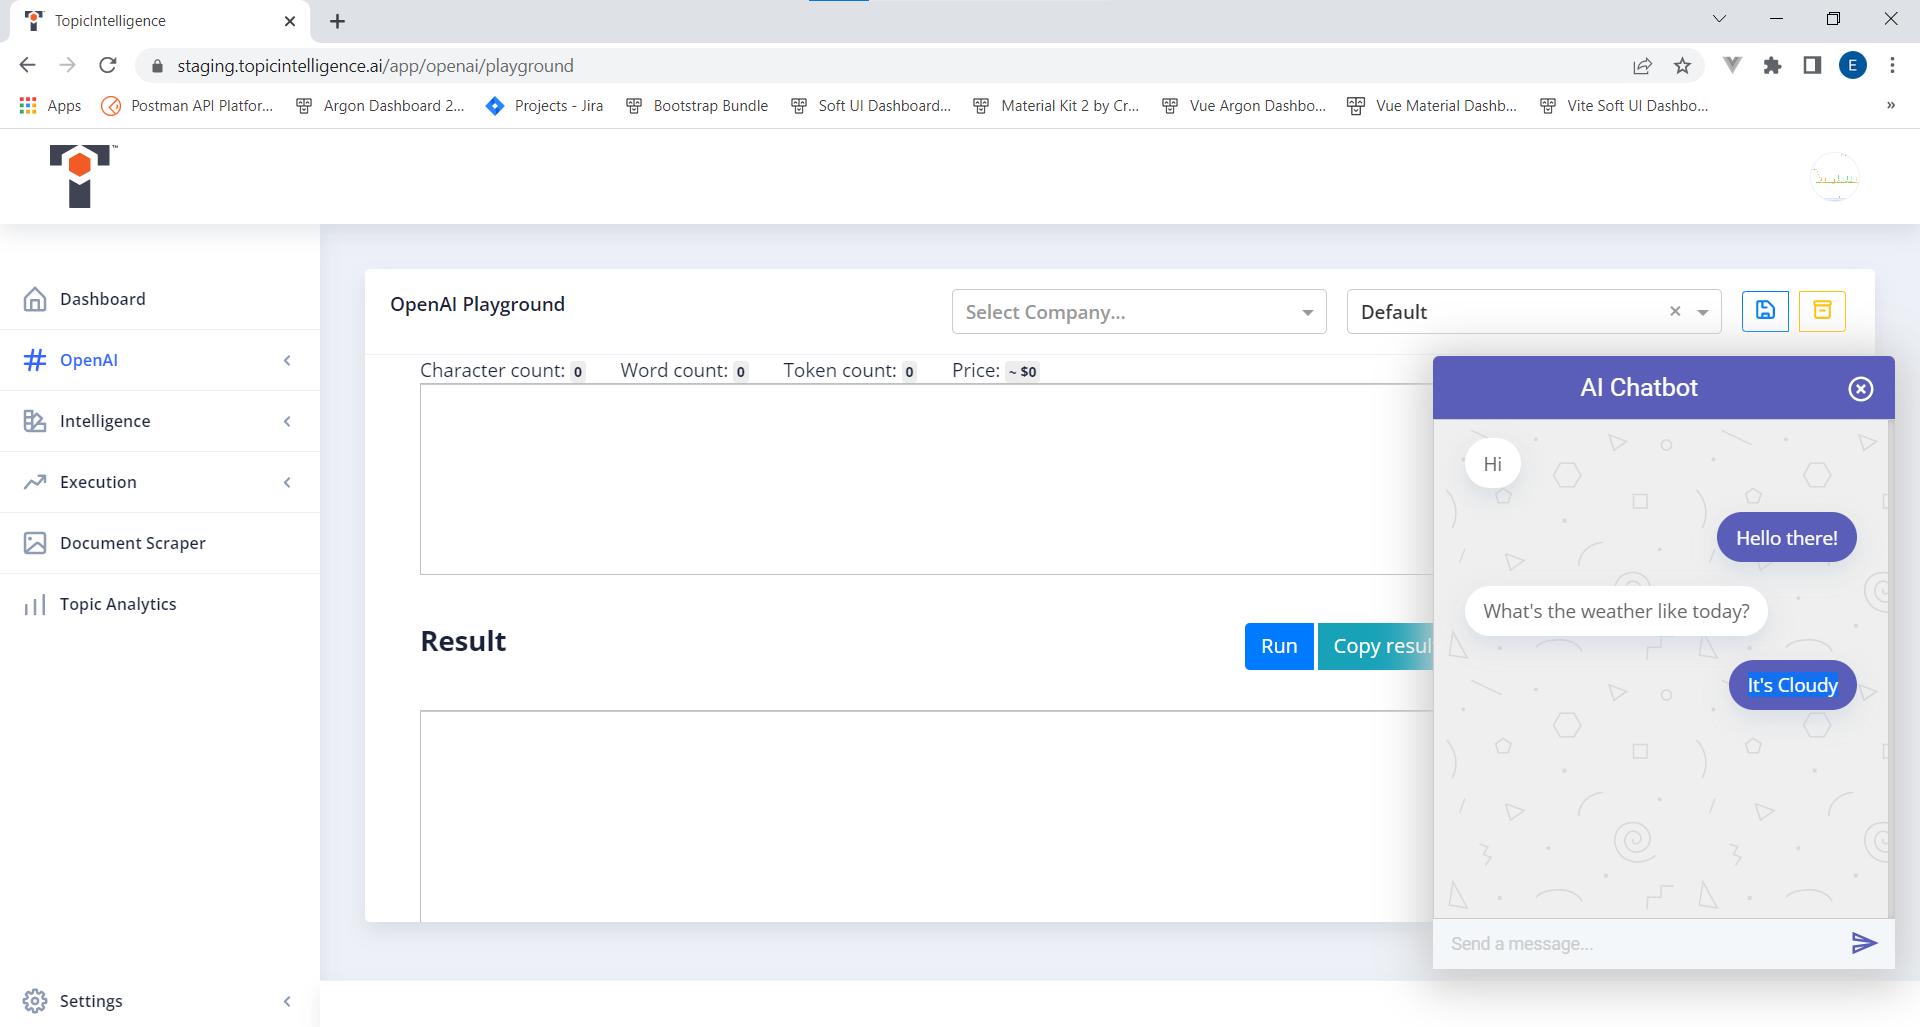 TopicIntelligence
staging.topicintelligence.ai/app/openai/playground
E
Apps
Postman API Platfor...
Argon Dashboard 2...
Projects - Jira
Bootstrap Bundle
Soft UI Dashboard...
Material Kit 2 by Cr...
Vue Argon Dashbo...
Vue Material Dashb...
Vite Soft UI Dashbo...
»
T™
Dashboard
OpenAI
Intelligence
Execution
Document Scraper
Topic Analytics
Settings
OpenAI Playground
Select Company...
Default
Character count: 0 Word count: 0 Token count: 0 Price: ~ $0
Result
Run
Copy resul
AI Chatbot
Hi
Hello there!
What's the weather like today?
It's Cloudy
Send a message...